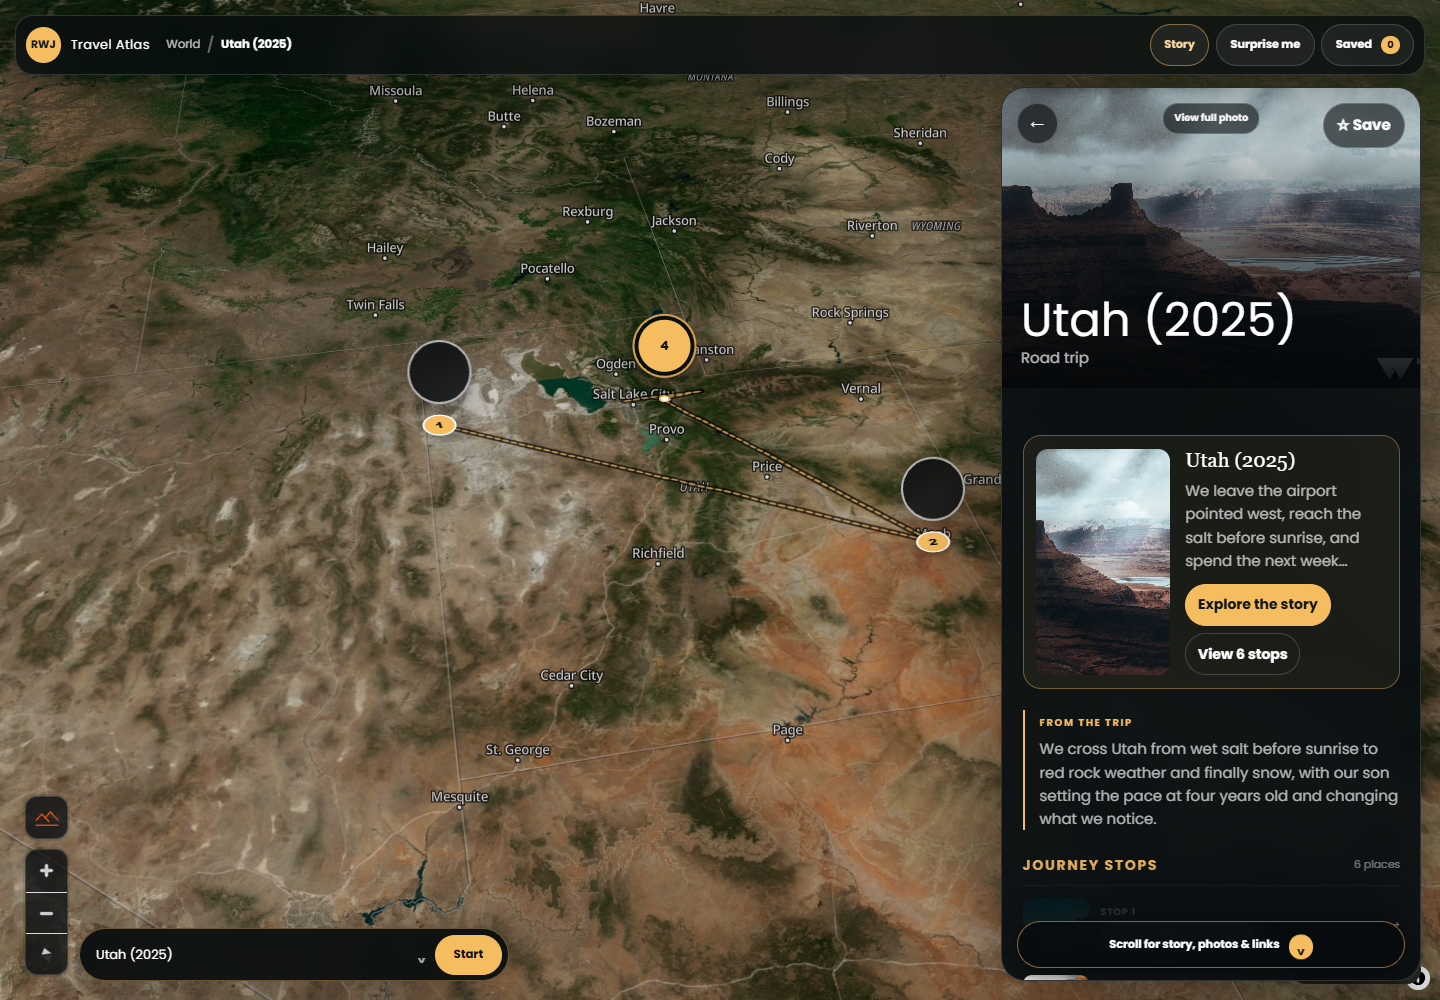 Havre
RWJ
Travel Atlas
World / Utah (2025)
Story
Surprise me
Saved 0
MONTANA
Missoula
Helena
Butte
Bozeman
Billings
Sheridan
Cody
Rexburg
Jackson
Riverton
WYOMING
Hailey
Pocatello
Twin Falls
Rock Springs
4
Ogden
Salt Lake City
Vernal
1
Provo
Price
UTAH
Grand
2
Richfield
Cedar City
Page
St. George
Mesquite
Utah (2025)
Start
←
View full photo
☆ Save
Utah (2025)
Road trip
Utah (2025)
We leave the airport
pointed west, reach the
salt before sunrise, and
spend the next week...
Explore the story
View 6 stops
FROM THE TRIP
We cross Utah from wet salt before sunrise to
red rock weather and finally snow, with our son
setting the pace at four years old and changing
what we notice.
JOURNEY STOPS
6 places
STOP 1
Scroll for story, photos & links